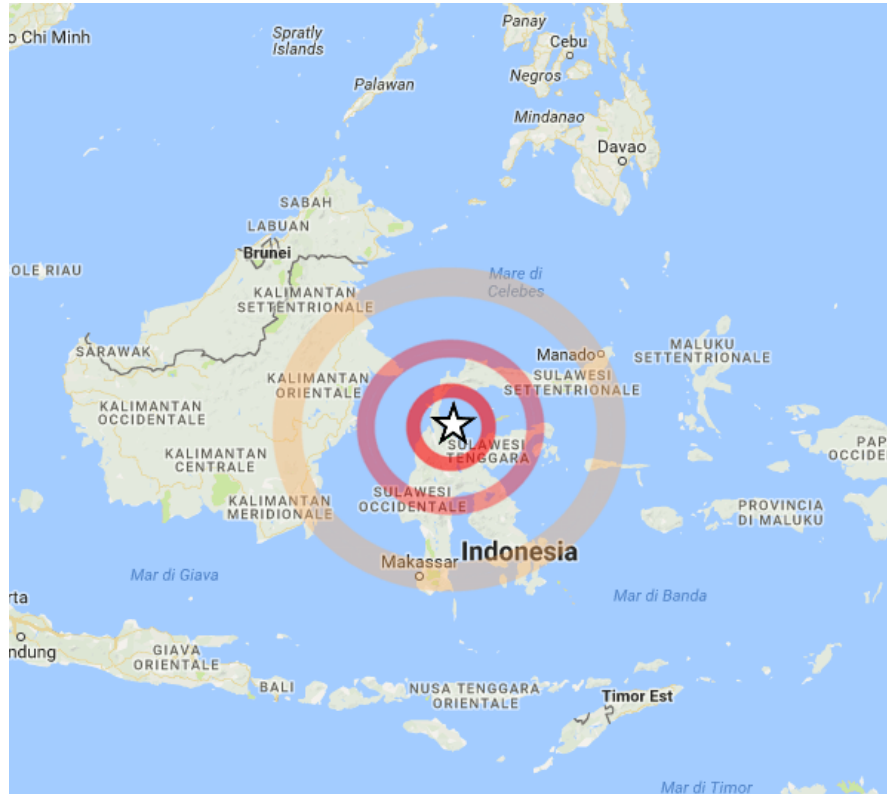 Panay
Spratly
Islands
o Chi Minh
Cebu
Negros
Palawan
Mindanao
Davao
SABAH
LABUAN
Brunei
OLE RIAU
Mare di
Celebes
KALIMANTAN
SETTENTRIONALE
MALUKU
SETTENTRIONALE
SARAWAK
Manado
SULAWESI
SETTENTRIONALE
KALIMANTAN
ORIENTALE
KALIMANTAN
OCCIDENTALE
SULAWESI
TENGGARA
PAP
OCCIDEN
KALIMANTAN
CENTRALE
SULAWESI
OCCIDENTALE
KALIMANTAN
MERIDIONALE
PROVINCIA
DI MALUKU
Indonesia
Makassar
Mar di Giava
Mar di Banda
rta
ndung
GIAVA
ORIENTALE
BALI
NUSA TENGGARA
ORIENTALE
Timor Est
Mar di Timor